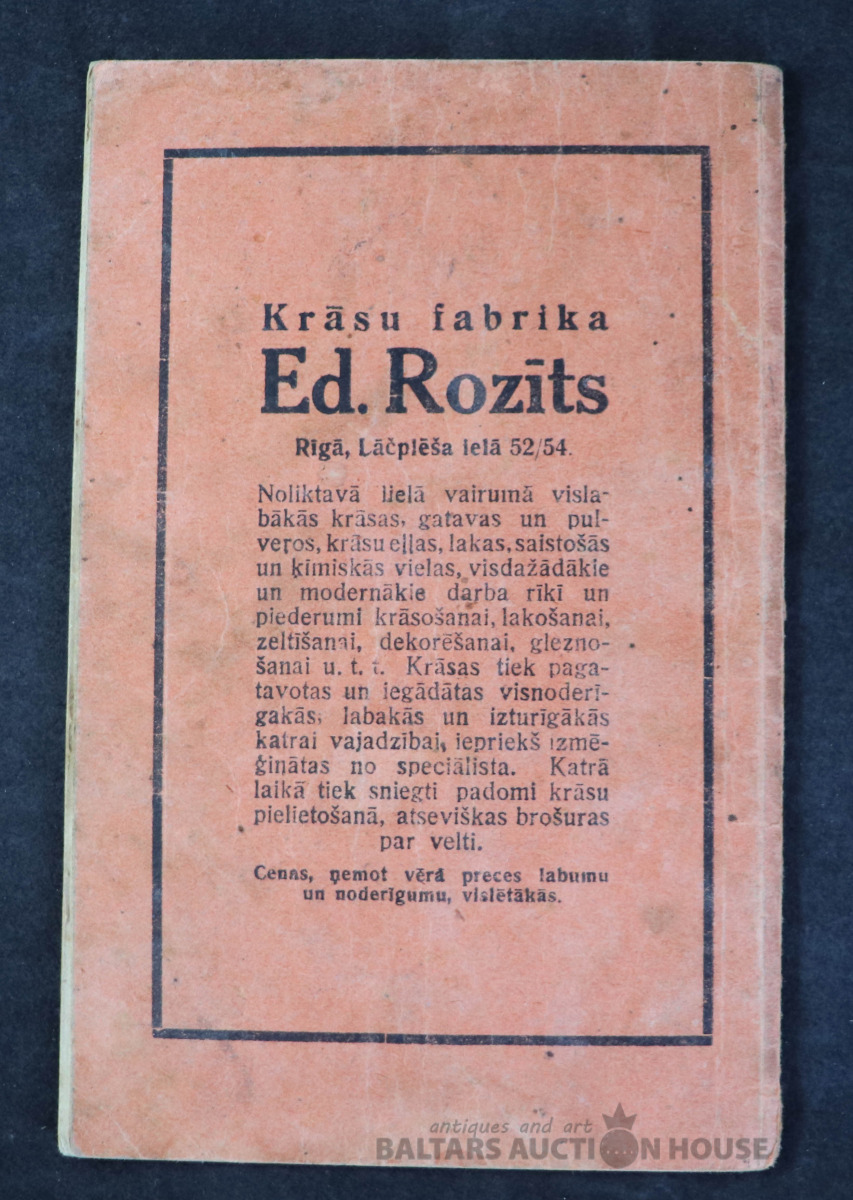 Krāsu fabrika
Ed. Rozīts
Rīgā, Lāčplēša ielā 52/54.
Noliktavā lielā vairumā visla-
bākās krāsas, gatavas un pul-
veros, krāsu eļļas, lakas, saistošās
un ķīmiskās vielas, visdažādākie
un modernākie darba rīki un
piederumi krāsošanai, lakošanai,
zeltīšanai, dekorēšanai, glezno-
šanai u. t. t. Krāsas tiek paga-
tavotas un iegādātas visnoderī-
gakās, labakās un izturīgākās
katrai vajadzībai, iepriekš izmē-
ģinātas no speciālista. Katrā
laikā tiek sniegti padomi krāsu
pielietošanā, atseviškas brošuras
par velti.
Cenas, ņemot vērā preces labumu
un noderīgumu, vislētākās.
antiques and art
BALTARS AUCTION HOUSE